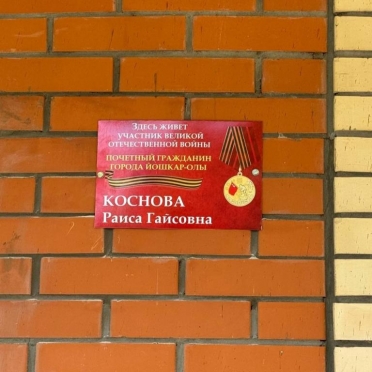 Здесь живет
участник Великой
Отечественной войны
Почетный гражданин
города Йошкар-Олы
КОСНОВА
Раиса Гайсовна